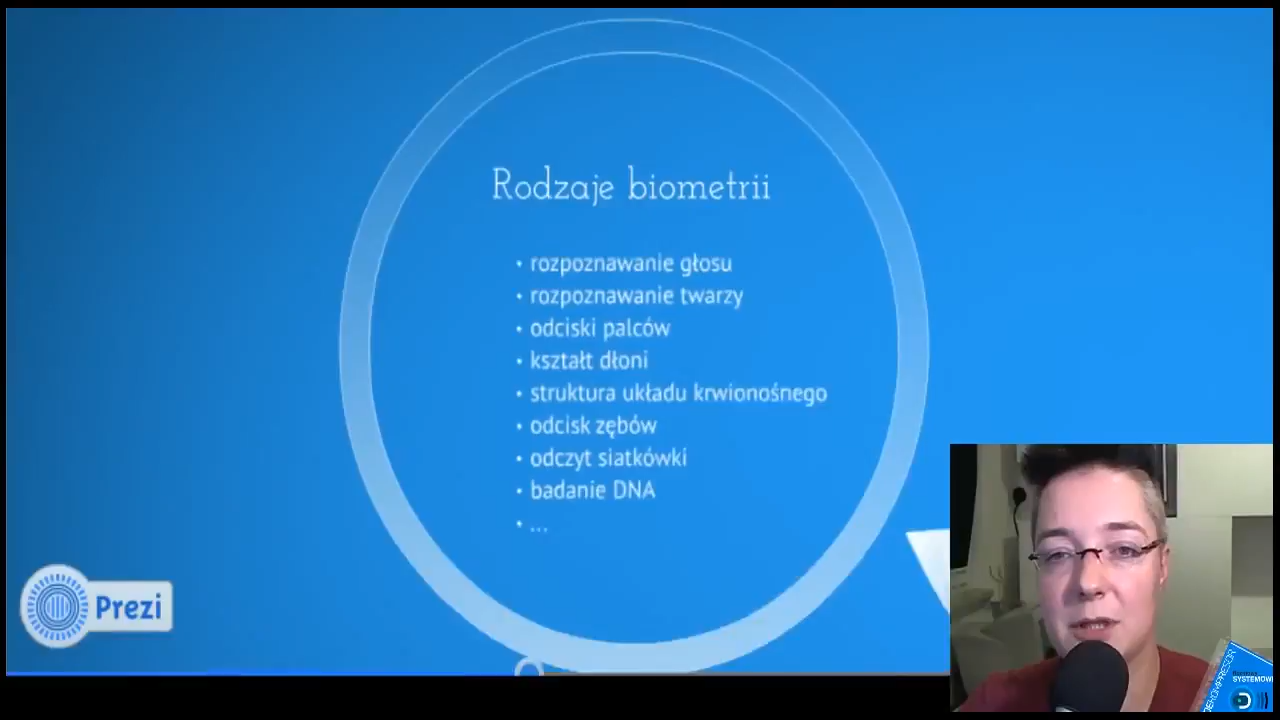 Rodzaje biometrii
• rozpoznawanie głosu
• rozpoznawanie twarzy
• odciski palców
• kształt dłoni
• struktura układu krwionośnego
• odcisk zębów
• odczyt siatkówki
• badanie DNA
• ...
Prezi